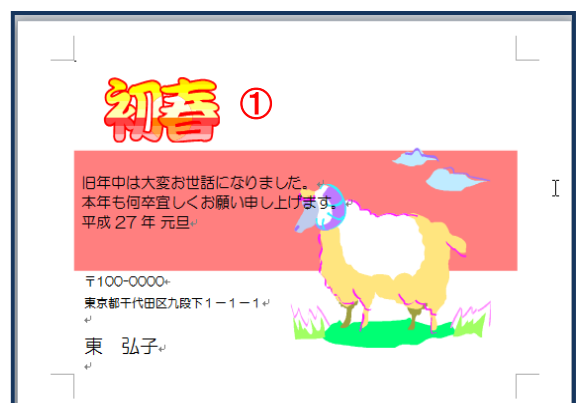 初春 ①
旧年中は大変お世話になりました。
本年も何卒宜しくお願い申し上げます。
平成 27 年 元旦
〒100-0000
東京都千代田区九段下１－１－１
東　弘子